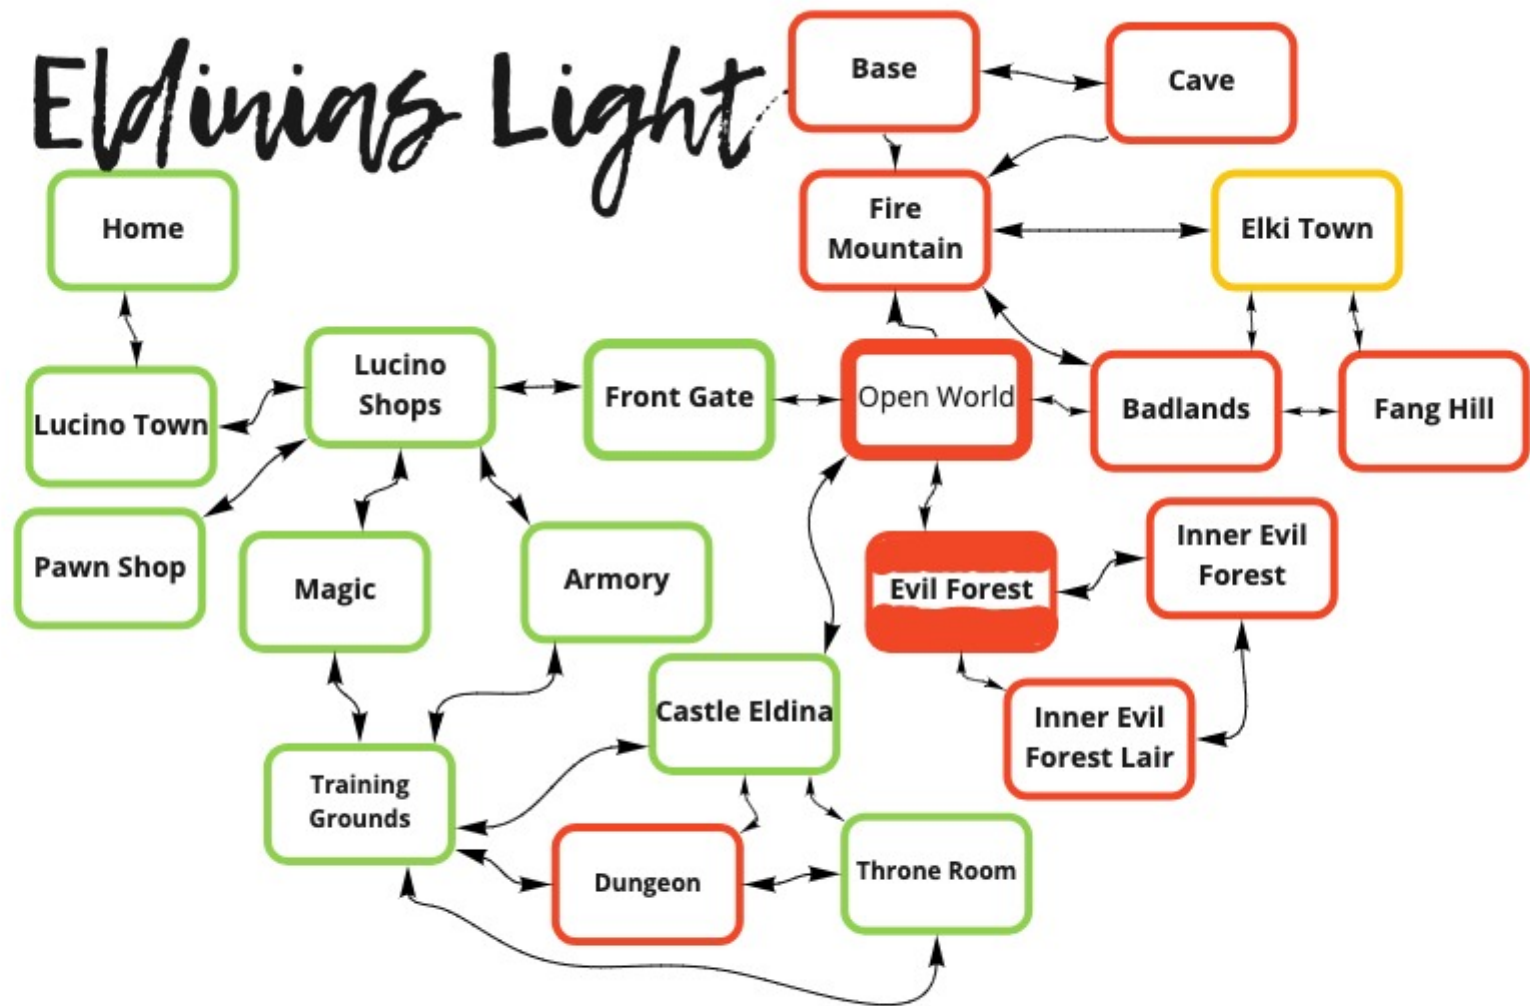 Eldinias Light
Base
Cave
Home
Fire
Mountain
Elki Town
Lucino Town
Lucino
Shops
Front Gate
Open World
Badlands
Fang Hill
Pawn Shop
Magic
Armory
Evil Forest
Inner Evil
Forest
Castle Eldina
Inner Evil
Forest Lair
Training
Grounds
Dungeon
Throne Room